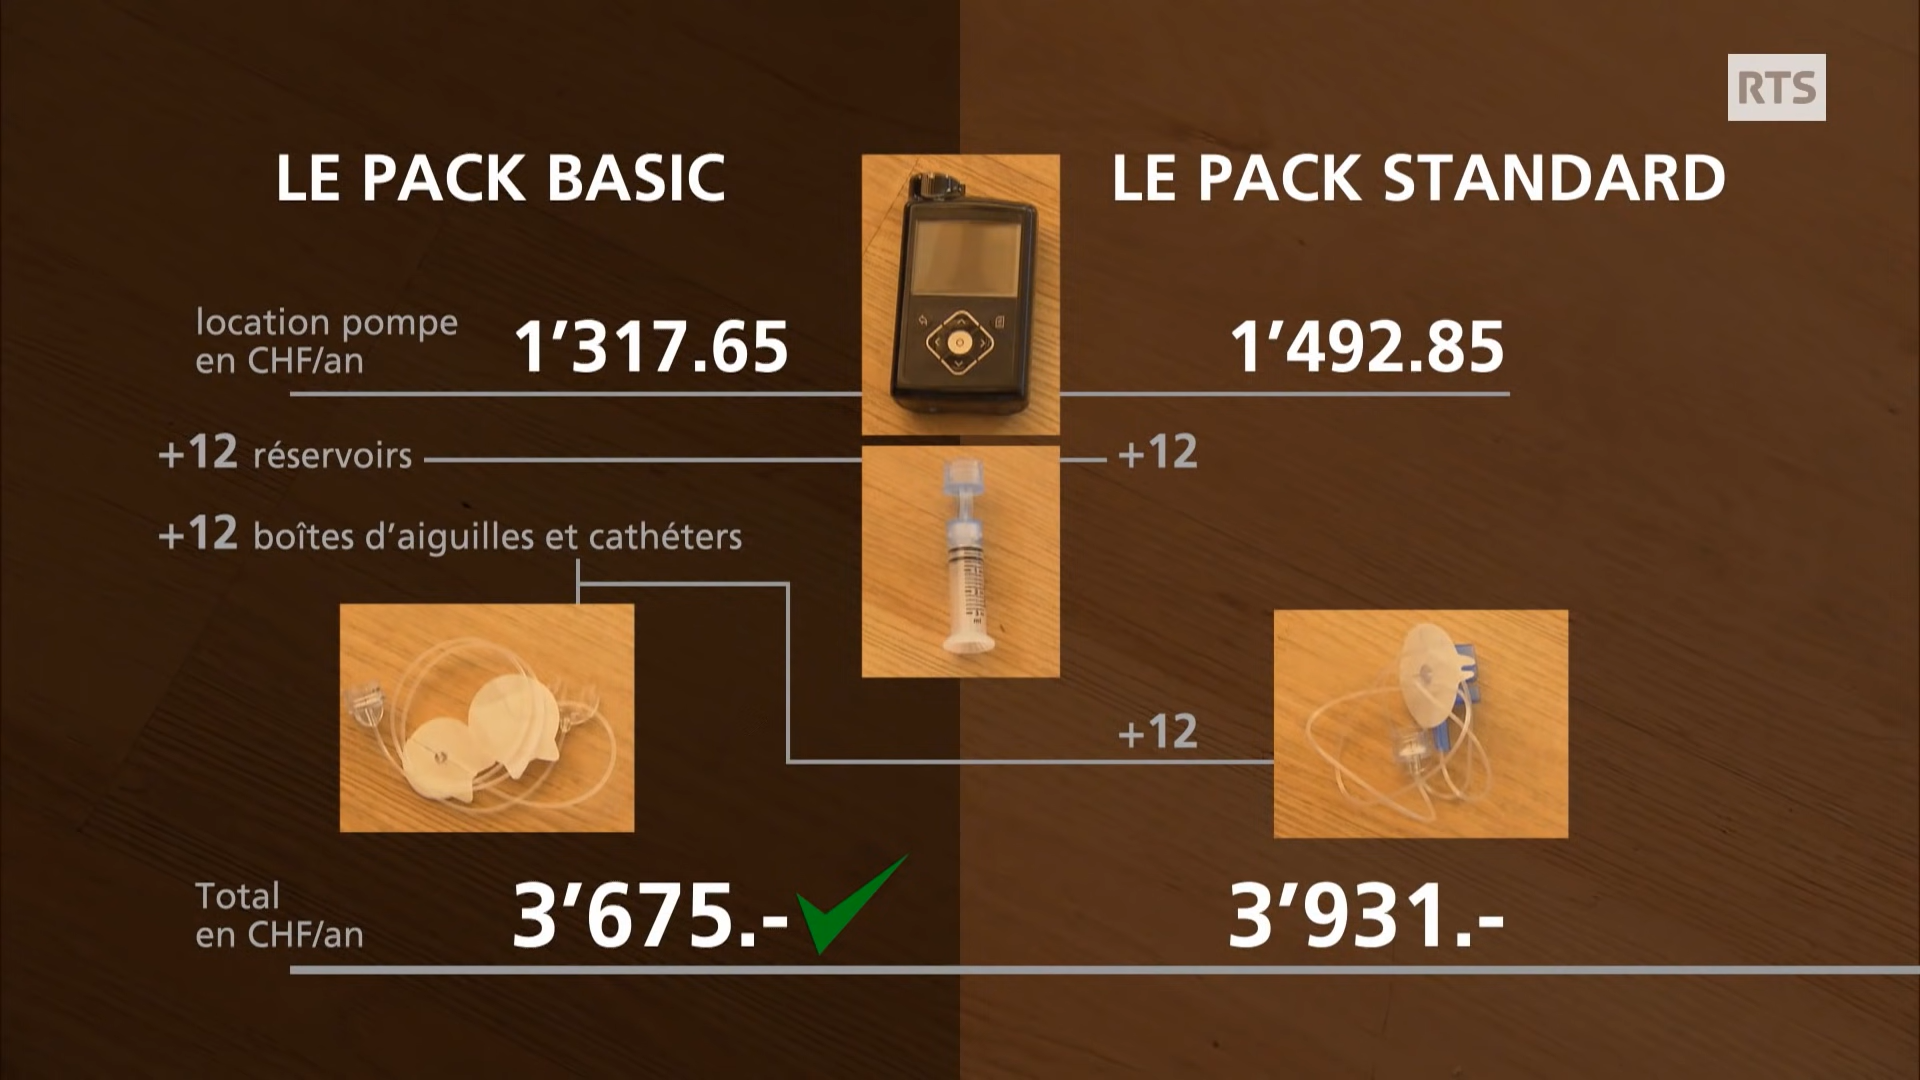 RTS
LE PACK BASIC
LE PACK STANDARD
location pompe
en CHF/an
1’317.65
1’492.85
+12 réservoirs
+12
+12 boîtes d’aiguilles et cathéters
+12
Total
en CHF/an
3’675.-
3’931.-